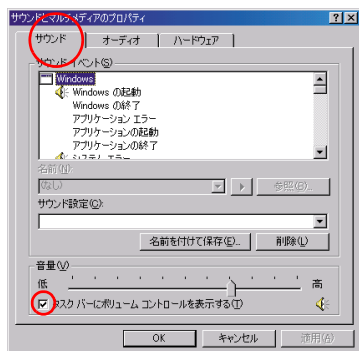 サウンドとマルチメディアのプロパティ
サウンド オーディオ ハードウェア
サウンド イベント(S)
Windows
Windows の起動
Windows の終了
アプリケーション エラー
アプリケーションの起動
アプリケーションの終了
システム エラー
名前(N):
(なし) 参照(B)...
サウンド設定(C):
名前を付けて保存(E)... 削除(L)
音量(V)
低 高
タスク バーにボリューム コントロールを表示する(T)
OK キャンセル 適用(A)